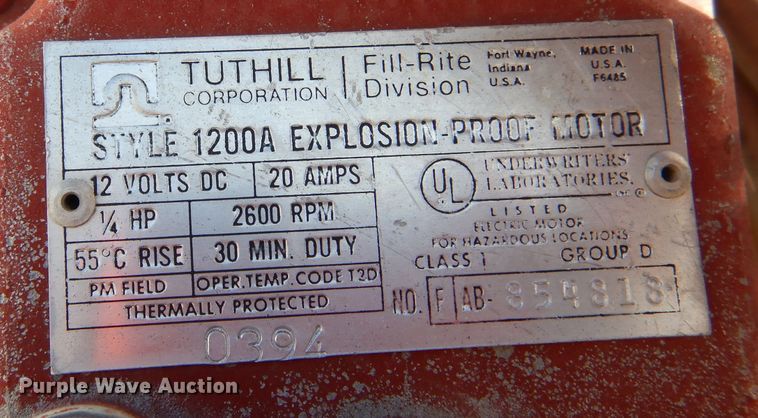 TUTHILL CORPORATION
Fill-Rite Division
Fort Wayne, Indiana U.S.A.
MADE IN U.S.A.
F6485
STYLE 1200A EXPLOSION-PROOF MOTOR
12 VOLTS DC 20 AMPS
1/4 HP 2600 RPM
55°C RISE 30 MIN. DUTY
PM FIELD OPER. TEMP. CODE T2D
THERMALLY PROTECTED
0394
UL
UNDERWRITERS'
LABORATORIES, INC.®
LISTED
ELECTRIC MOTOR
FOR HAZARDOUS LOCATIONS
CLASS 1 GROUP D
NO. F AB- 854818
Purple Wave Auction.